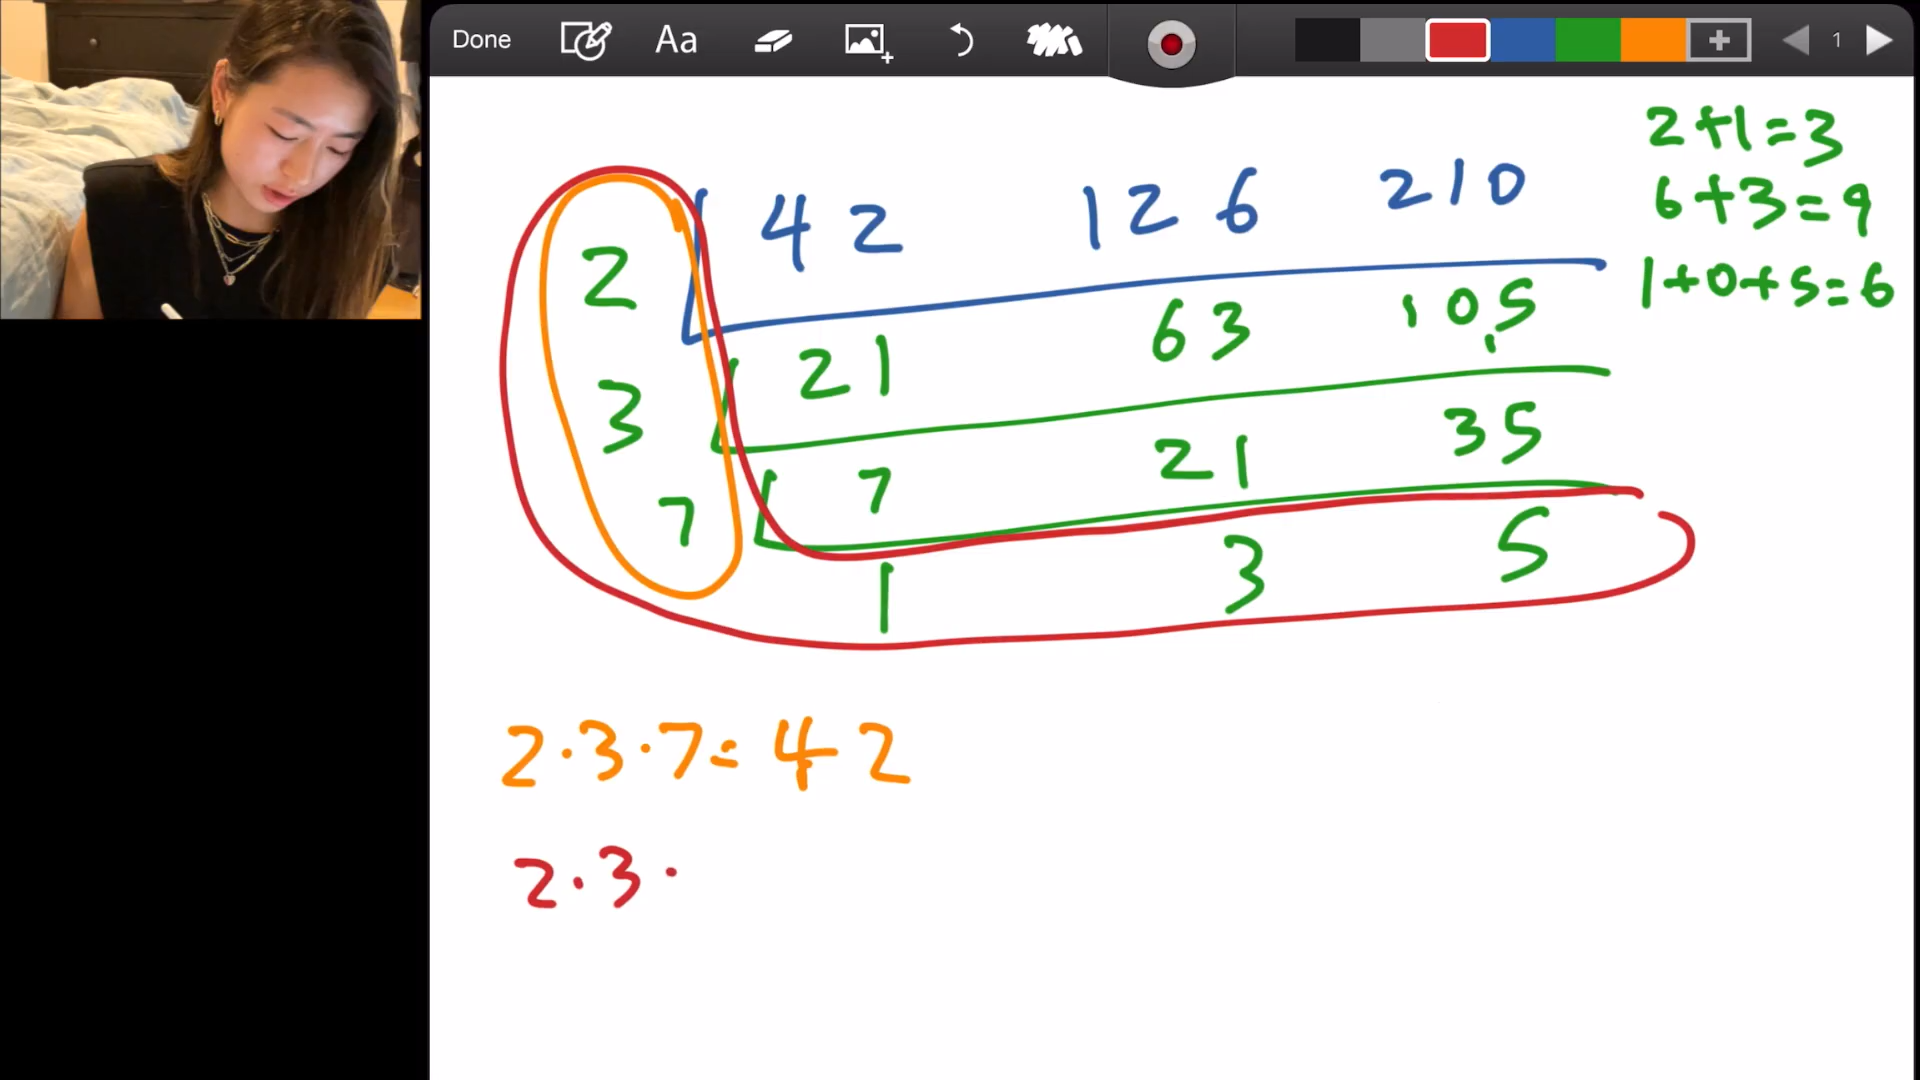 Done Aa 1
2+1=3
6+3=9
1+0+5=6
2 42 126 210
3 21 63 105
7 7 21 35
1 3 5
2·3·7=42
2·3·